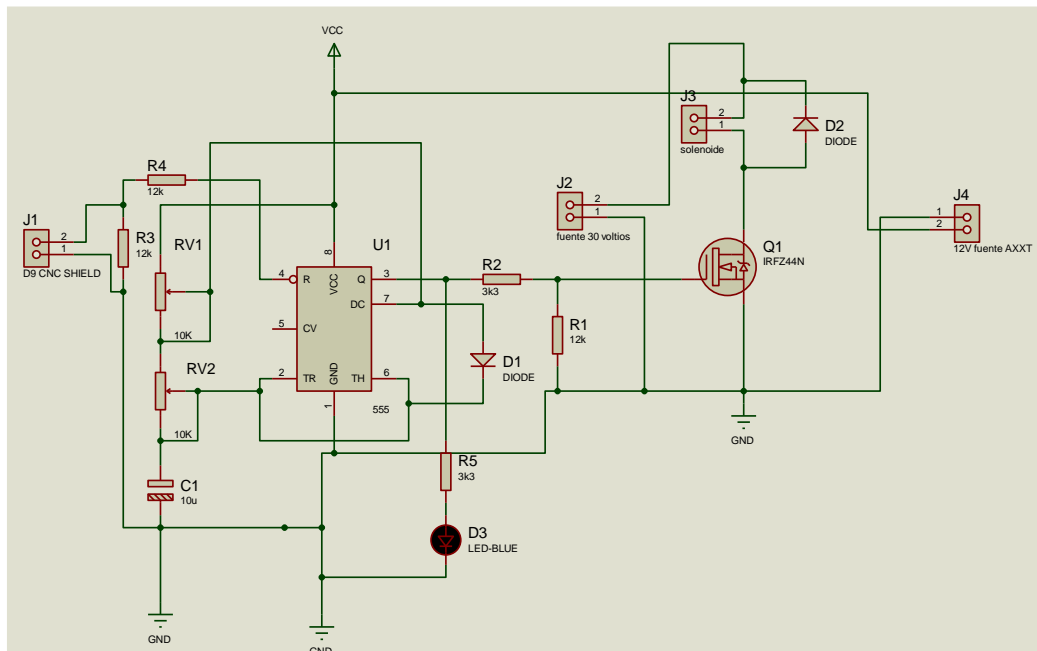 VCC
J3
2
1
solenoide
D2
DIODE
R4
12k
J1
2
1
D9 CNC SHIELD
R3
12k
RV1
10K
RV2
10K
C1
10u
GND
U1
8
VCC
4
R
5
CV
2
TR
GND
1
Q
3
DC
7
TH
6
555
R2
3k3
R1
12k
D1
DIODE
R5
3k3
D3
LED-BLUE
GND
J2
2
1
fuente 30 voltios
Q1
IRFZ44N
GND
J4
1
2
12V fuente AXXT